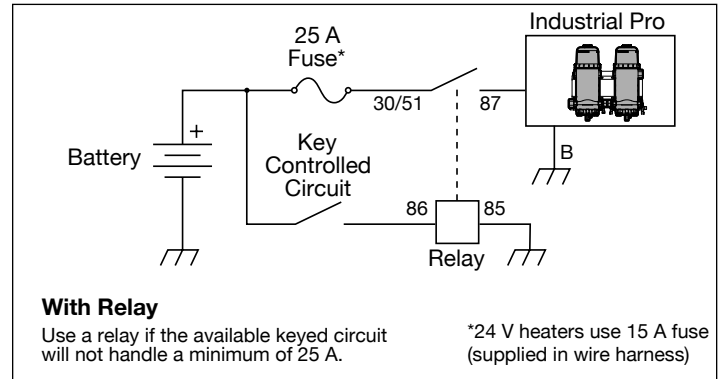 Industrial Pro
25 A
Fuse*
30/51
87
Battery
+
Key
Controlled
Circuit
B
86
85
Relay
With Relay
Use a relay if the available keyed circuit
will not handle a minimum of 25 A.
*24 V heaters use 15 A fuse
(supplied in wire harness)